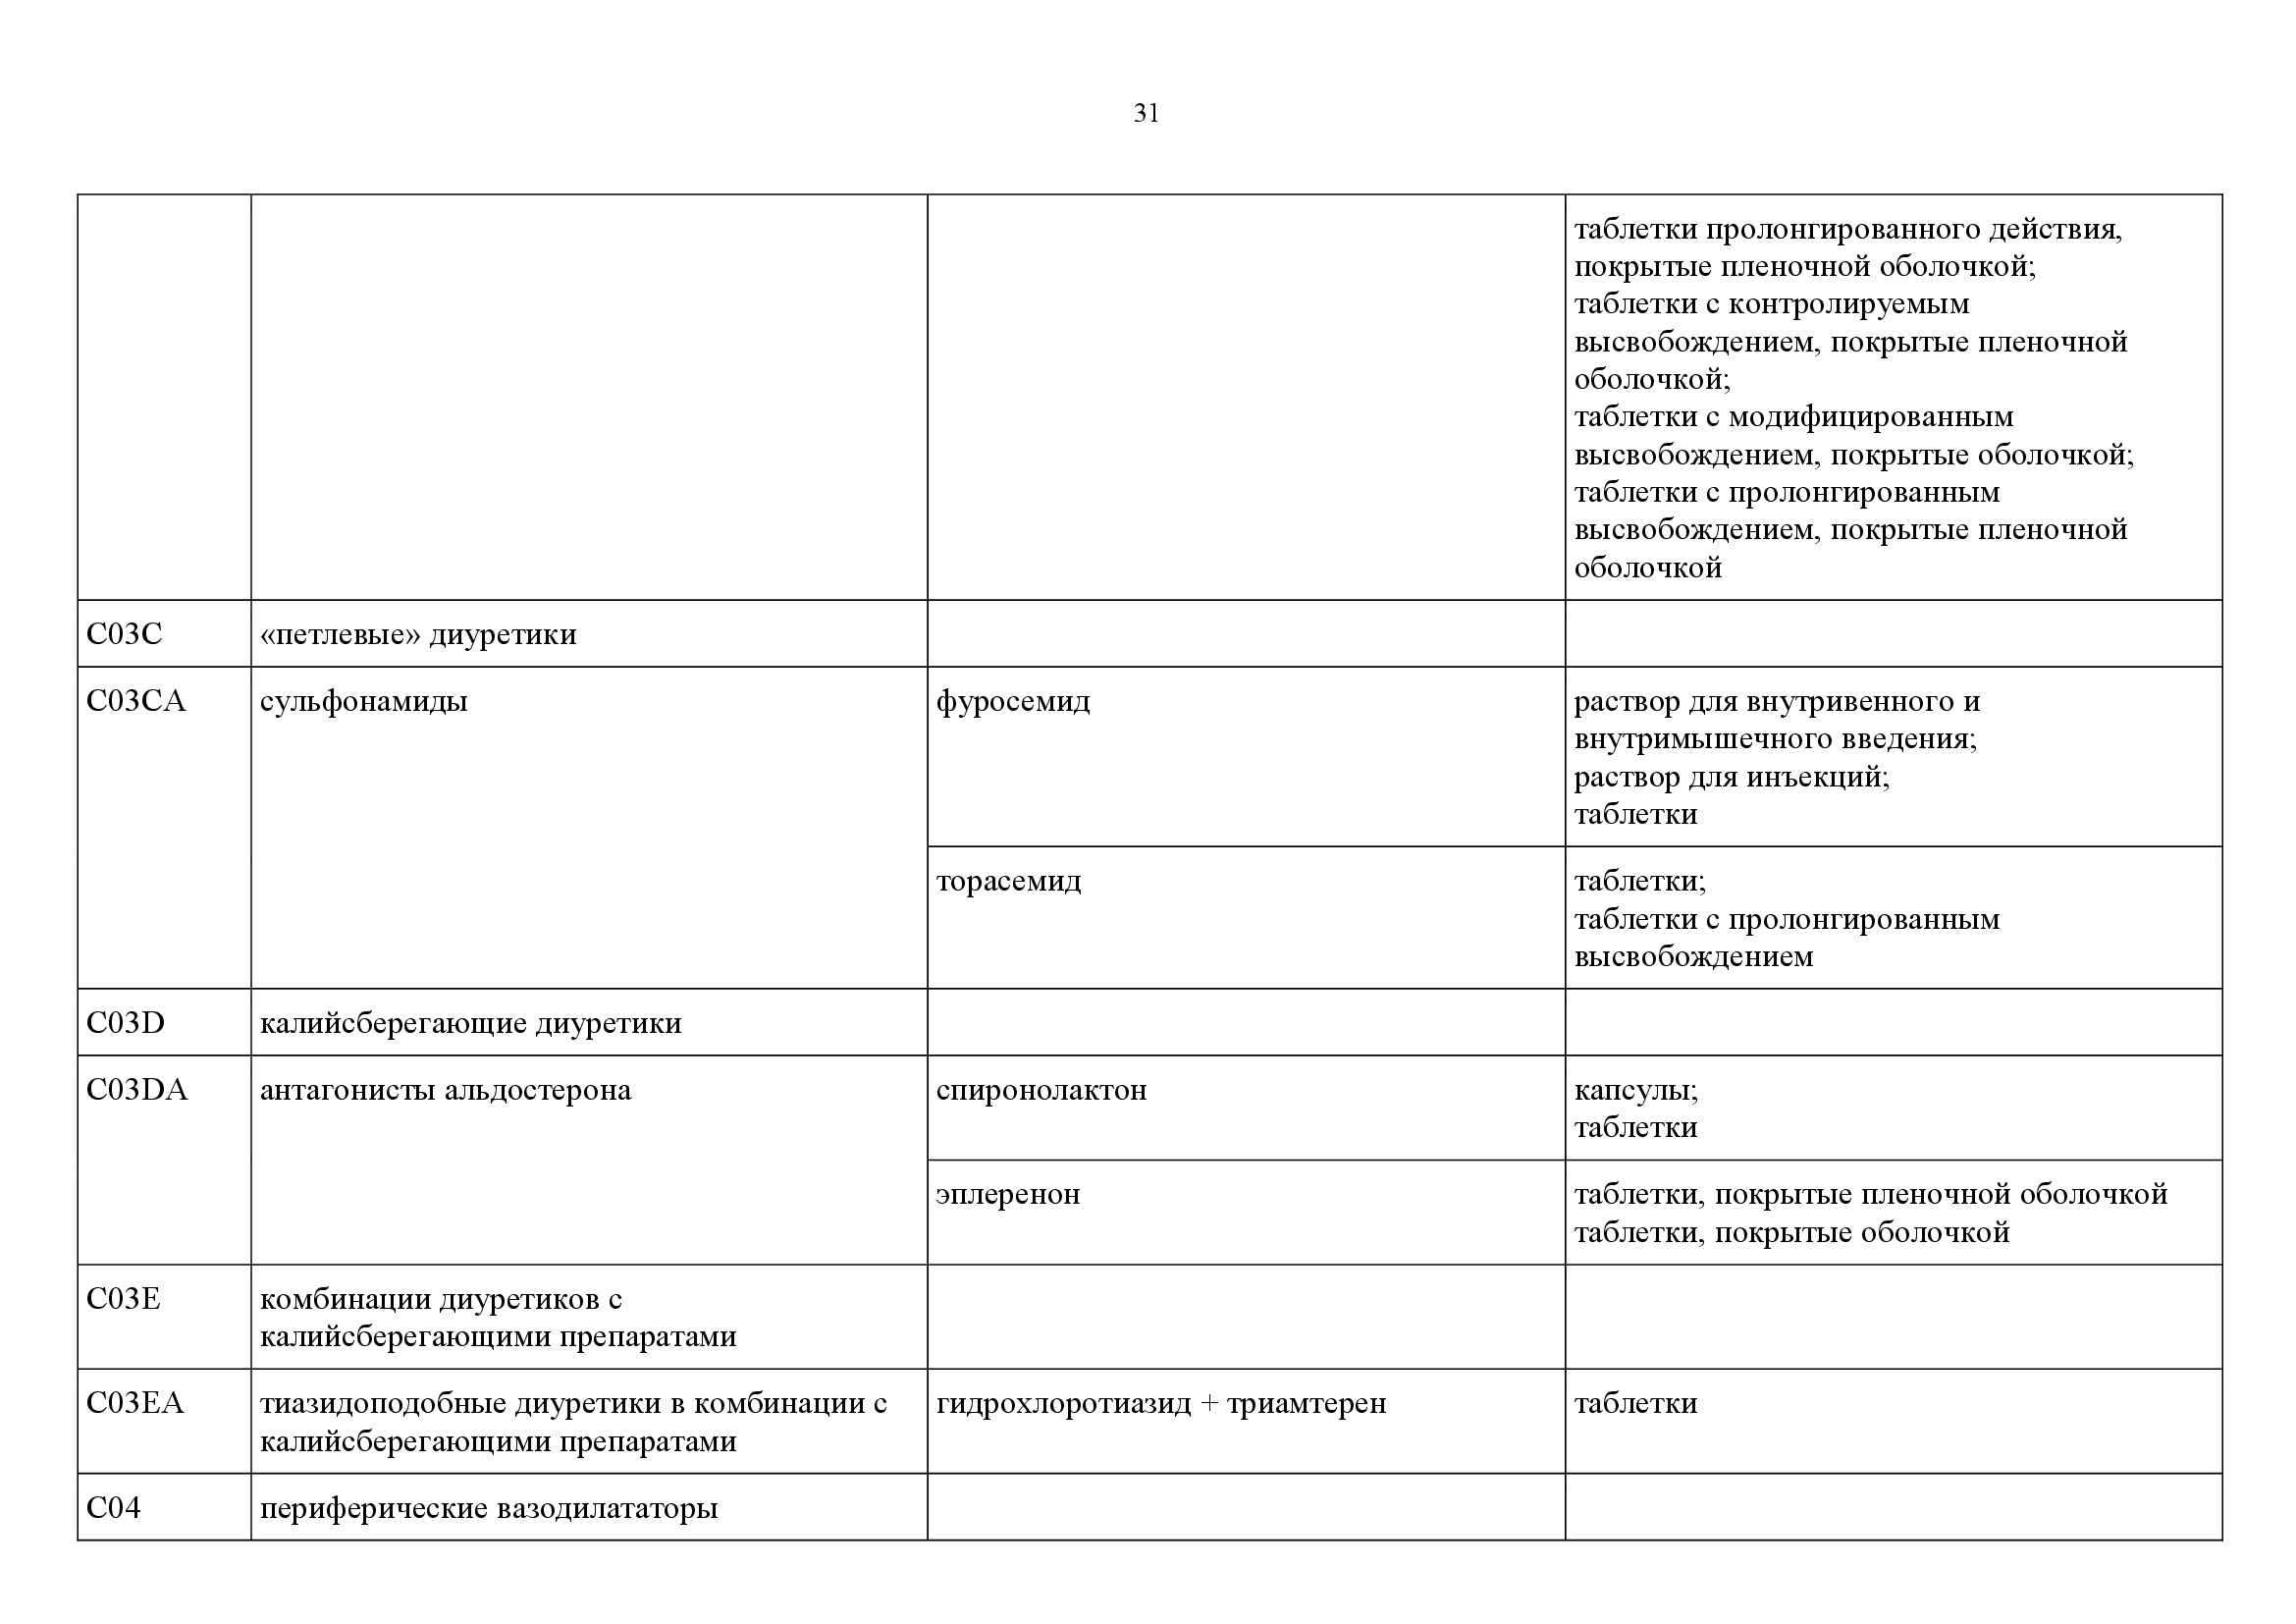 31
таблетки пролонгированного действия,
покрытые пленочной оболочкой;
таблетки с контролируемым
высвобождением, покрытые пленочной
оболочкой;
таблетки с модифицированным
высвобождением, покрытые оболочкой;
таблетки с пролонгированным
высвобождением, покрытые пленочной
оболочкой
C03C
«петлевые» диуретики
C03CA
сульфонамиды
фуросемид
раствор для внутривенного и
внутримышечного введения;
раствор для инъекций;
таблетки
торасемид
таблетки;
таблетки с пролонгированным
высвобождением
C03D
калийсберегающие диуретики
C03DA
антагонисты альдостерона
спиронолактон
капсулы;
таблетки
эплеренон
таблетки, покрытые пленочной оболочкой
таблетки, покрытые оболочкой
C03E
комбинации диуретиков с
калийсберегающими препаратами
C03EA
тиазидоподобные диуретики в комбинации с
калийсберегающими препаратами
гидрохлоротиазид + триамтерен
таблетки
C04
периферические вазодилататоры